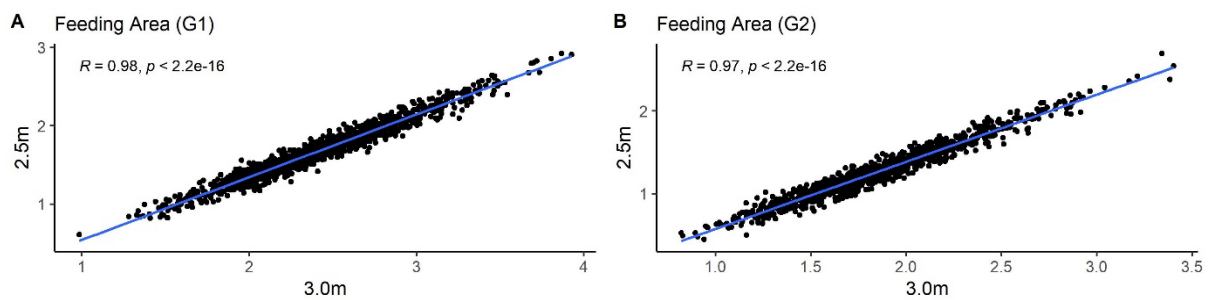 A Feeding Area (G1)
R = 0.98, p < 2.2e-16
3
2
1
2.5m
1 2 3 4
3.0m
B Feeding Area (G2)
R = 0.97, p < 2.2e-16
2
1
2.5m
1.0 1.5 2.0 2.5 3.0 3.5
3.0m